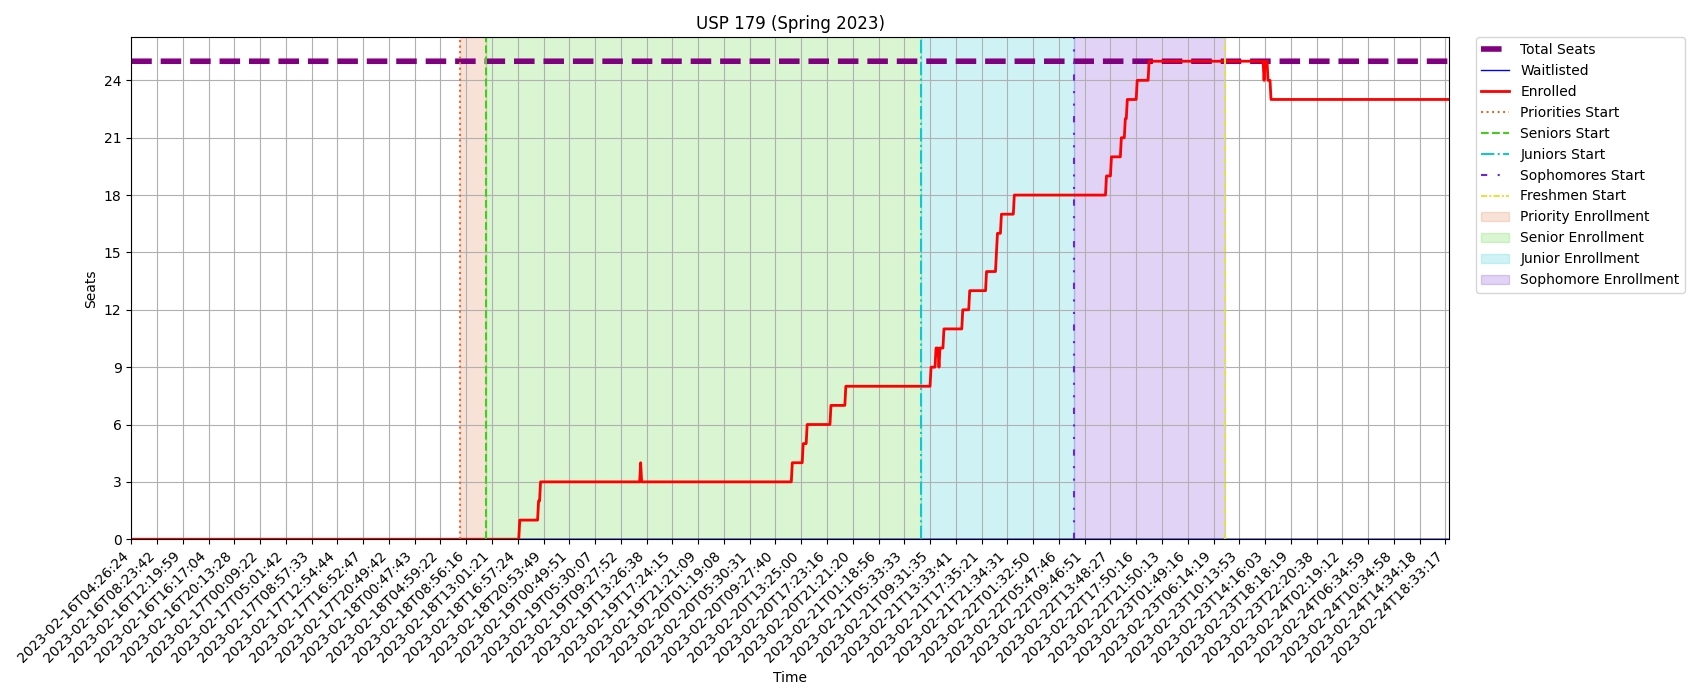 USP 179 (Spring 2023)
Seats
24
21
18
15
12
9
6
3
0
2023-02-16T04:26:24
2023-02-16T08:23:42
2023-02-16T12:19:59
2023-02-16T16:17:04
2023-02-16T20:13:28
2023-02-17T00:09:22
2023-02-17T05:01:42
2023-02-17T08:57:33
2023-02-17T12:54:44
2023-02-17T16:52:47
2023-02-17T20:49:42
2023-02-18T00:47:43
2023-02-18T04:59:22
2023-02-18T08:56:16
2023-02-18T13:01:21
2023-02-18T16:57:24
2023-02-18T20:53:49
2023-02-19T00:49:51
2023-02-19T05:30:07
2023-02-19T09:27:52
2023-02-19T13:26:38
2023-02-19T17:24:15
2023-02-19T21:21:09
2023-02-20T01:19:08
2023-02-20T05:30:31
2023-02-20T09:27:40
2023-02-20T13:25:00
2023-02-20T17:23:16
2023-02-20T21:21:20
2023-02-21T01:18:56
2023-02-21T05:33:33
2023-02-21T09:31:35
2023-02-21T13:33:41
2023-02-21T17:35:21
2023-02-21T21:34:31
2023-02-22T01:32:50
2023-02-22T05:47:46
2023-02-22T09:46:51
2023-02-22T13:48:27
2023-02-22T17:50:16
2023-02-22T21:50:13
2023-02-23T01:49:16
2023-02-23T06:14:19
2023-02-23T10:13:53
2023-02-23T14:16:03
2023-02-23T18:18:19
2023-02-23T22:20:38
2023-02-24T02:19:12
2023-02-24T06:34:59
2023-02-24T10:34:58
2023-02-24T14:34:18
2023-02-24T18:33:17
Time
Total Seats
Waitlisted
Enrolled
Priorities Start
Seniors Start
Juniors Start
Sophomores Start
Freshmen Start
Priority Enrollment
Senior Enrollment
Junior Enrollment
Sophomore Enrollment